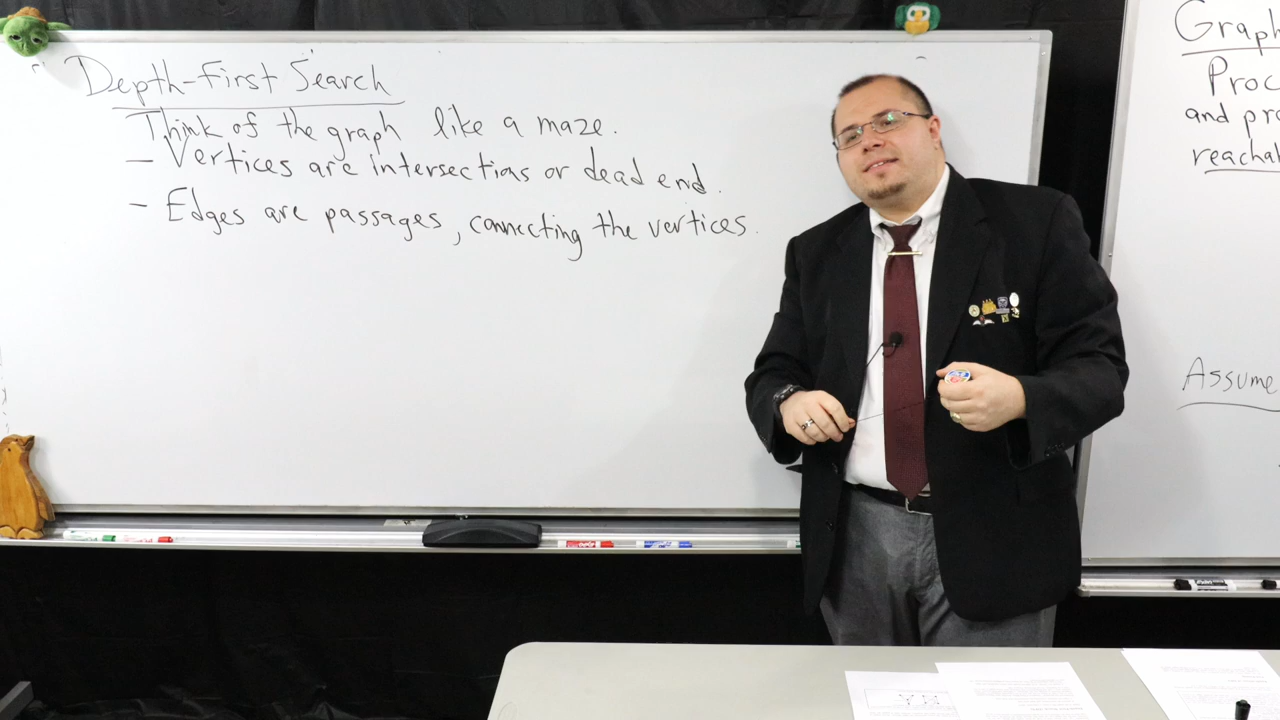 Depth-First Search
Think of the graph like a maze.
- Vertices are intersections or dead end.
- Edges are passages, connecting the vertices.
Graph
Proc
and pr
reachal
Assume